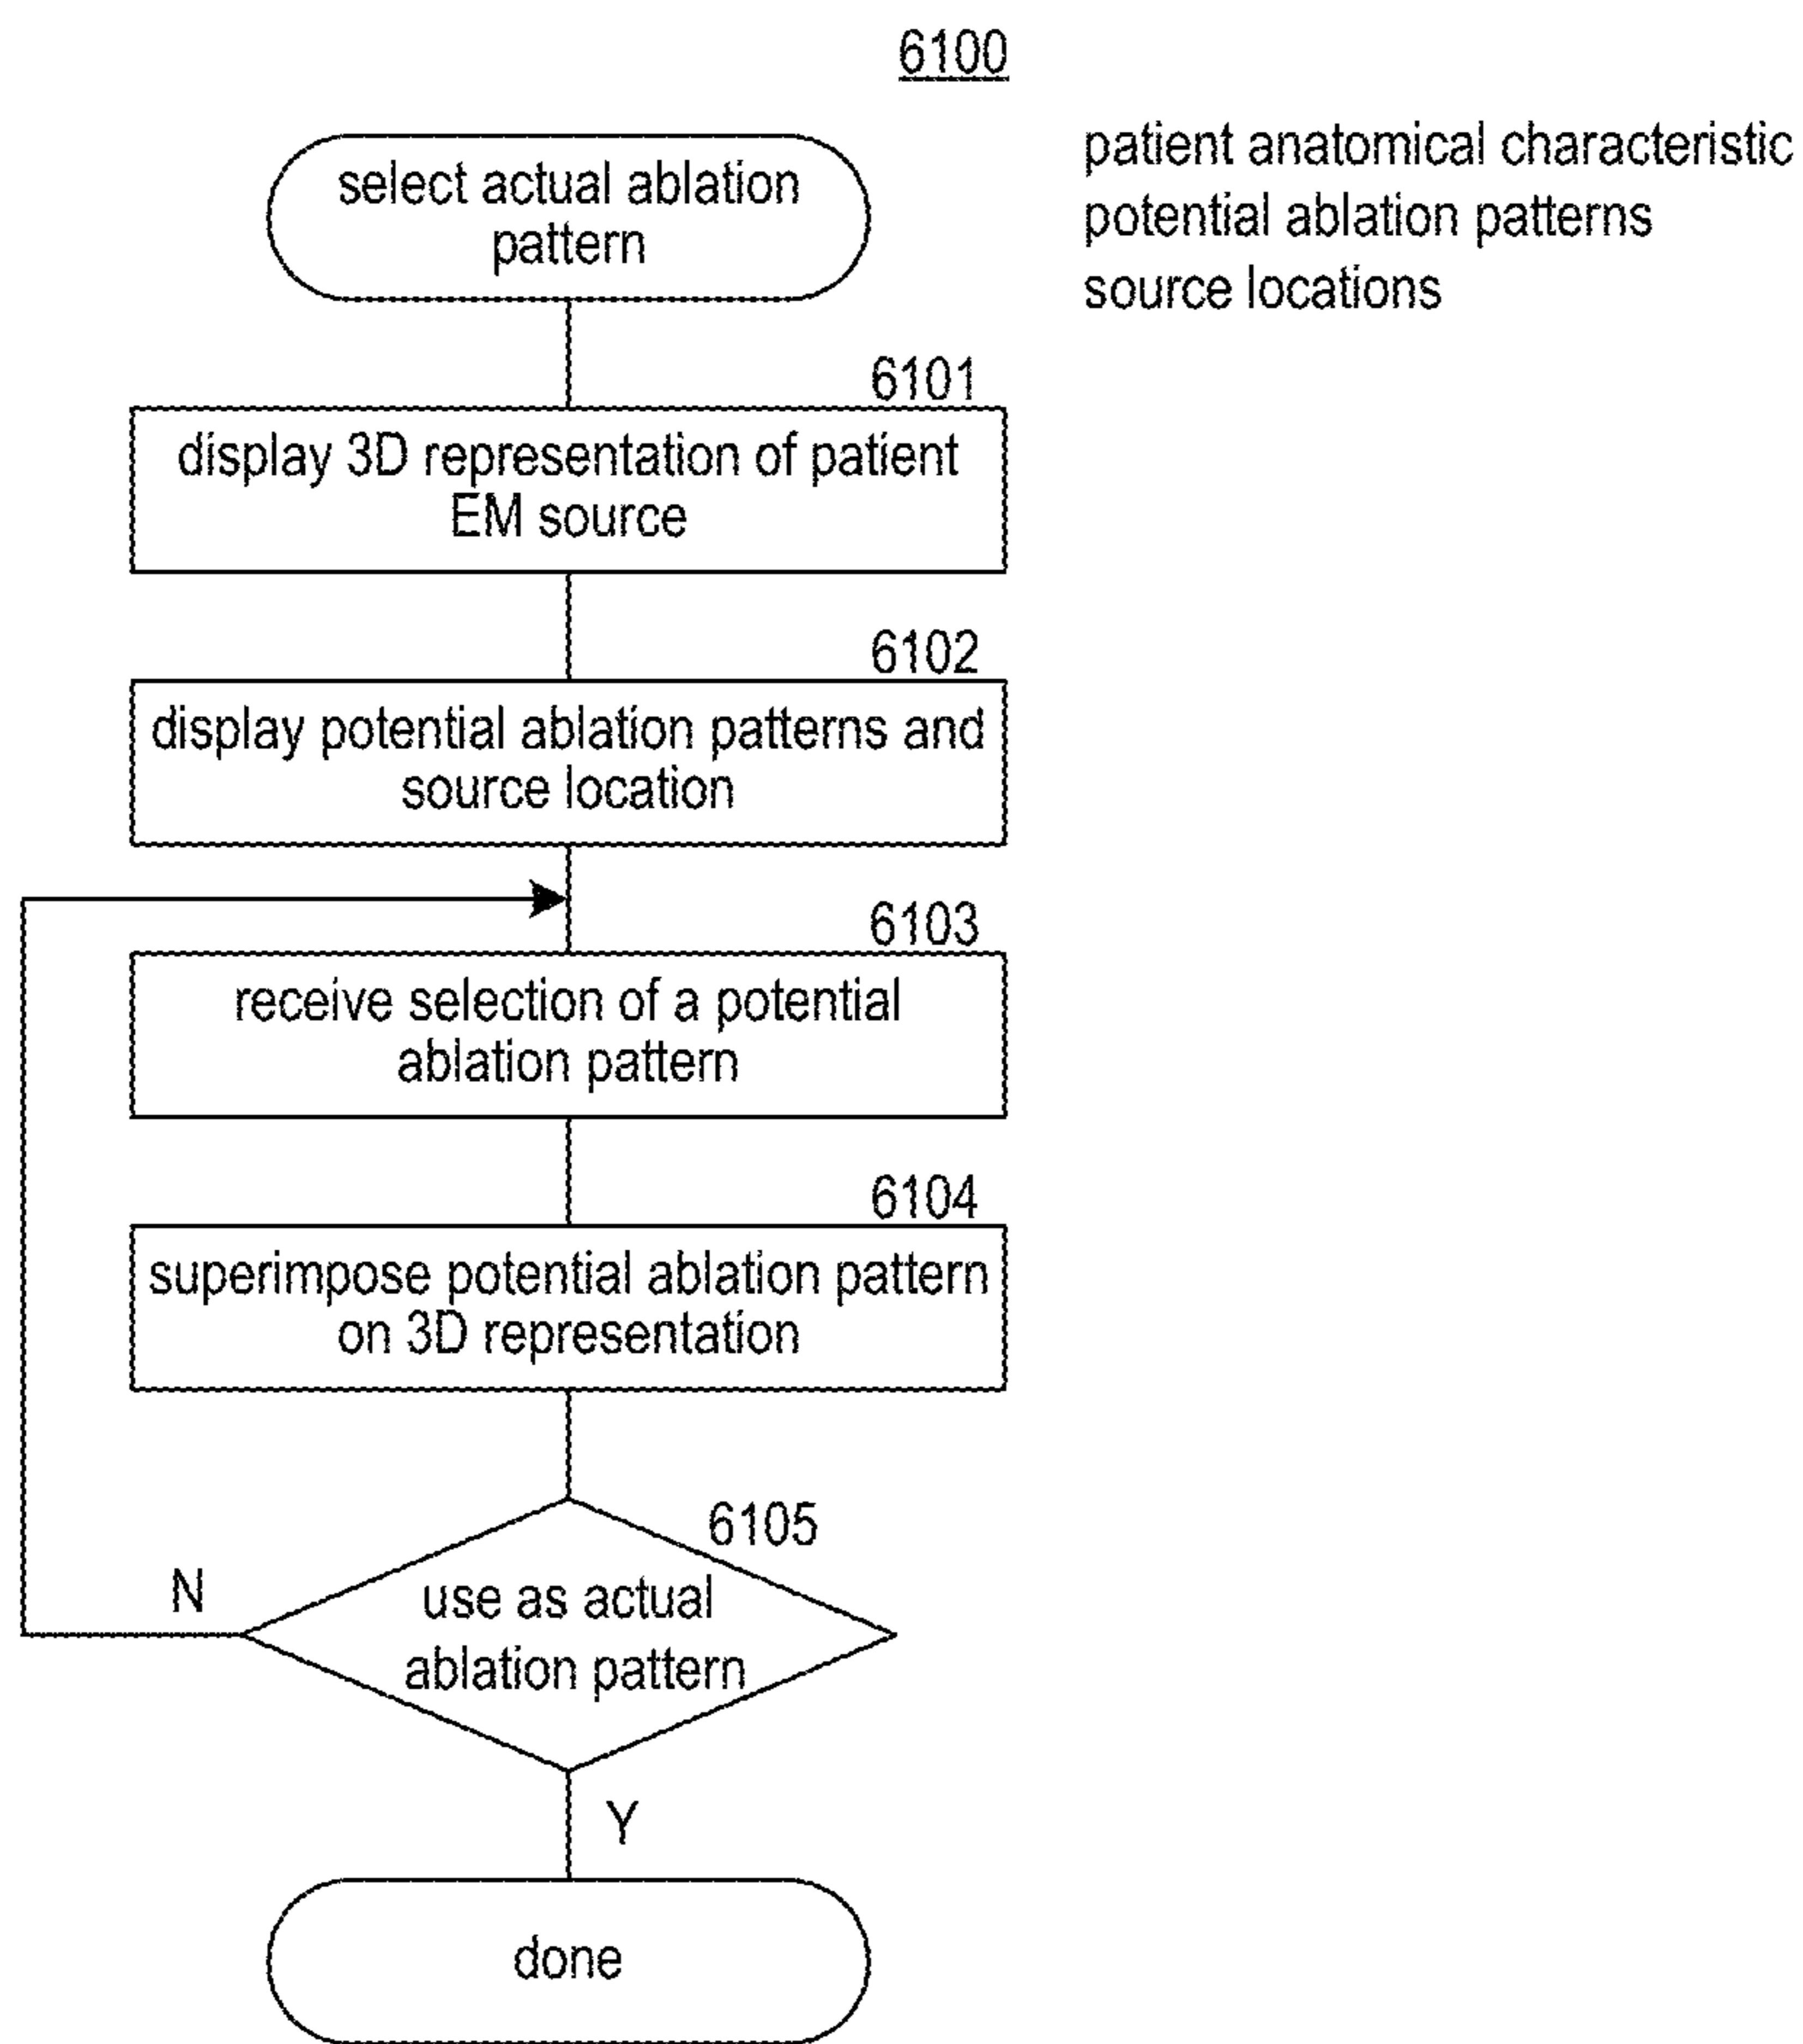 6100
select actual ablation
pattern
patient anatomical characteristic
potential ablation patterns
source locations
6101
display 3D representation of patient
EM source
6102
display potential ablation patterns and
source location
6103
receive selection of a potential
ablation pattern
6104
superimpose potential ablation pattern
on 3D representation
6105
use as actual
ablation pattern
N
Y
done